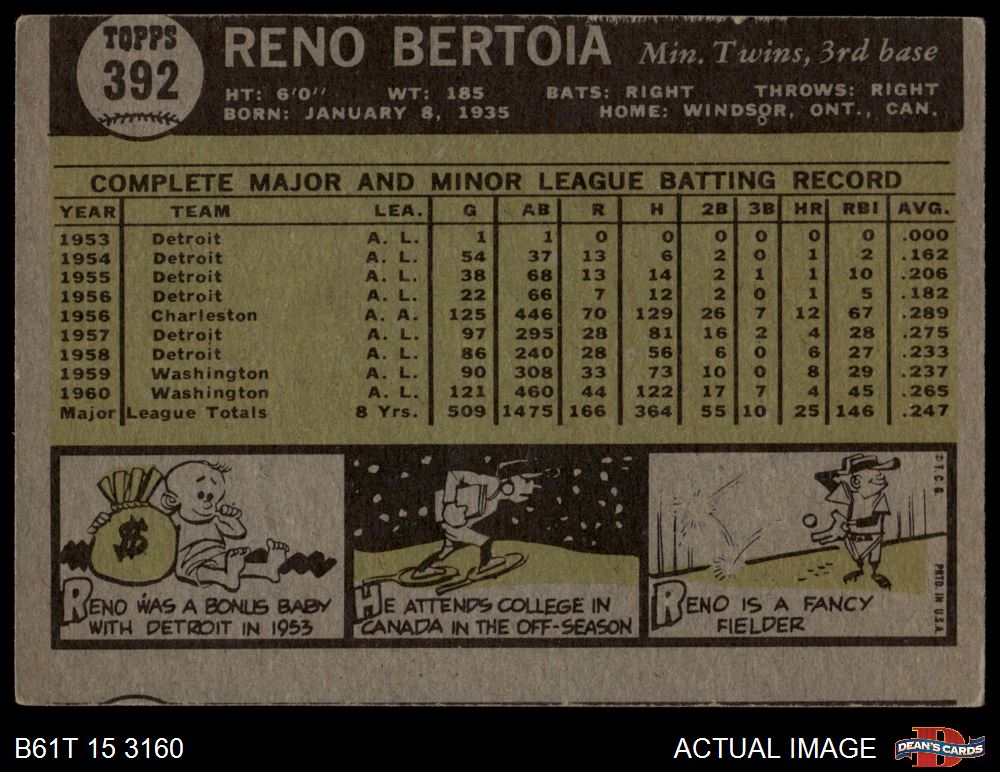 TOPPS
392
RENO BERTOIA Min. Twins, 3rd base
HT: 6'0" WT: 185 BATS: RIGHT THROWS: RIGHT
BORN: JANUARY 8, 1935 HOME: WINDSOR, ONT., CAN.
COMPLETE MAJOR AND MINOR LEAGUE BATTING RECORD
YEAR TEAM LEA. G AB R H 2B 3B HR RBI AVG.
1953 Detroit A. L. 1 1 0 0 0 0 0 0 .000
1954 Detroit A. L. 54 37 13 6 2 0 1 2 .162
1955 Detroit A. L. 38 68 13 14 2 1 1 10 .206
1956 Detroit A. L. 22 66 7 12 2 0 1 5 .182
1956 Charleston A. A. 125 446 70 129 26 7 12 67 .289
1957 Detroit A. L. 97 295 28 81 16 2 4 28 .275
1958 Detroit A. L. 86 240 28 56 6 0 6 27 .233
1959 Washington A. L. 90 308 33 73 10 0 8 29 .237
1960 Washington A. L. 121 460 44 122 17 7 4 45 .265
Major League Totals 8 Yrs. 509 1475 166 364 55 10 25 146 .247
$
RENO WAS A BONUS BABY
WITH DETROIT IN 1953
HE ATTENDS COLLEGE IN
CANADA IN THE OFF-SEASON
RENO IS A FANCY
FIELDER
© T. C. G.
PRTD. IN U.S.A.
B61T 15 3160
ACTUAL IMAGE
D
DEAN'S CARDS